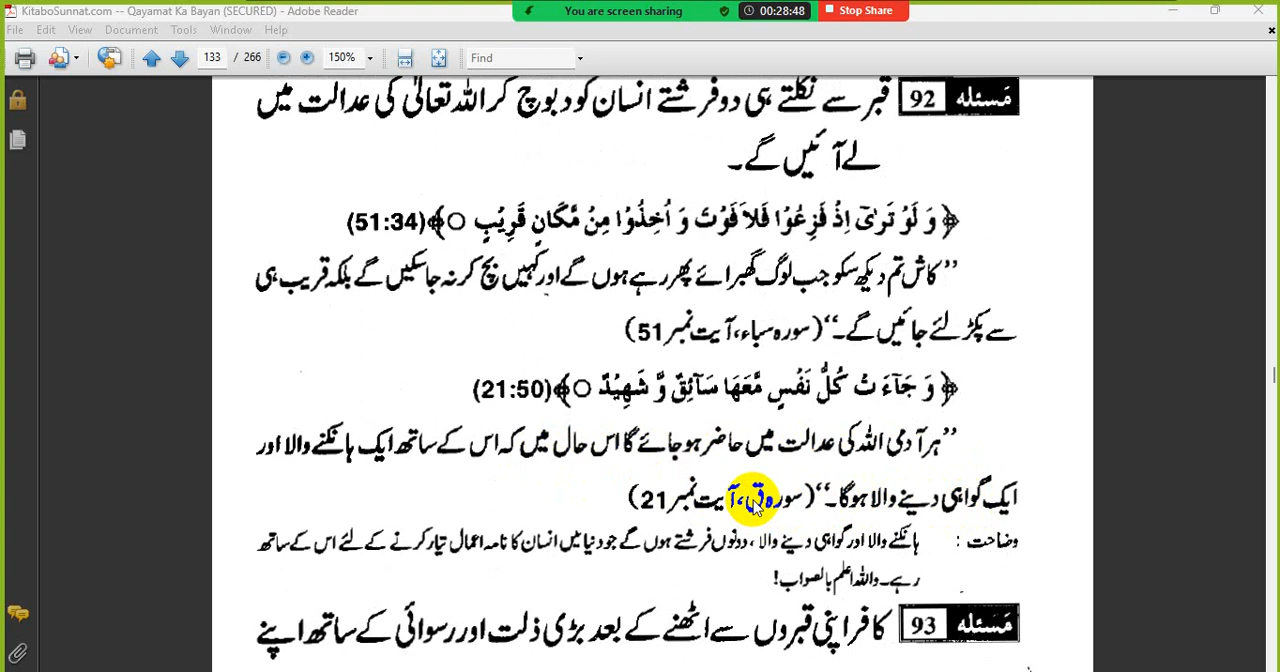 KitaboSunnat.com -- Qayamat Ka Bayan (SECURED) - Adobe Reader
You are screen sharing
00:28:48
Stop Share
File Edit View Document Tools Window Help
133 / 266
150%
Find
مَسئله 92 قبر سے نکلتے ہی دو فرشتے انسان کو دبوچ کر اللہ تعالیٰ کی عدالت میں
لے آئیں گے۔
﴿ وَ لَوْ تَرٰٓی اِذْ فَزِعُوْا فَلاَ فَوْتَ وَ اُخِذُوْا مِنْ مَّکَانٍ قَرِیْبٍ ○ ﴾(51:34)
’’کاش تم دیکھ سکو جب لوگ گھبرائے پھر رہے ہوں گے اور کہیں بچ کر نہ جا سکیں گے بلکہ قریب ہی
سے پکڑ لئے جائیں گے۔‘‘ (سورہ سباء، آیت نمبر 51)
﴿ وَ جَآءَ تْ کُلُّ نَفْسٍ مَّعَهَا سَآئِقٌ وَّ شَهِیْدٌ ○ ﴾(21:50)
’’ہر آدمی اللہ کی عدالت میں حاضر ہو جائے گا اس حال میں کہ اس کے ساتھ ایک ہانکنے والا اور
ایک گواہی دینے والا ہوگا۔‘‘ (سورہ ق، آیت نمبر 21)
وضاحت : ہانکنے والا اور گواہی دینے والا، دونوں فرشتے ہوں گے جو دنیا میں انسان کا نامہ اعمال تیار کرنے کے لئے اس کے ساتھ
رہے۔ واللہ اعلم بالصواب!
مَسئله 93 کافر اپنی قبروں سے اٹھنے کے بعد بڑی ذلت اور رسوائی کے ساتھ اپنے